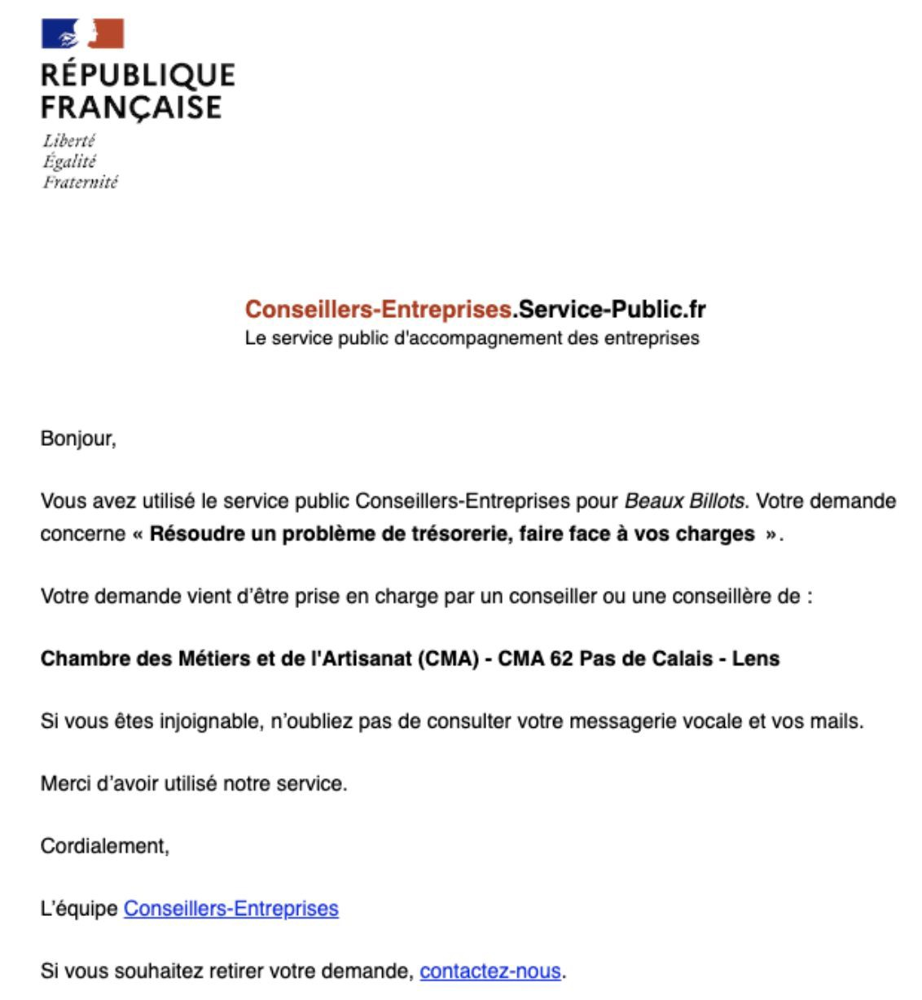 RÉPUBLIQUE
FRANÇAISE
Liberté
Égalité
Fraternité
Conseillers-Entreprises.Service-Public.fr
Le service public d'accompagnement des entreprises
Bonjour,
Vous avez utilisé le service public Conseillers-Entreprises pour Beaux Billots. Votre demande
concerne « Résoudre un problème de trésorerie, faire face à vos charges  ».
Votre demande vient d’être prise en charge par un conseiller ou une conseillère de :
Chambre des Métiers et de l'Artisanat (CMA) - CMA 62 Pas de Calais - Lens
Si vous êtes injoignable, n’oubliez pas de consulter votre messagerie vocale et vos mails.
Merci d’avoir utilisé notre service.
Cordialement,
L’équipe Conseillers-Entreprises
Si vous souhaitez retirer votre demande, contactez-nous.